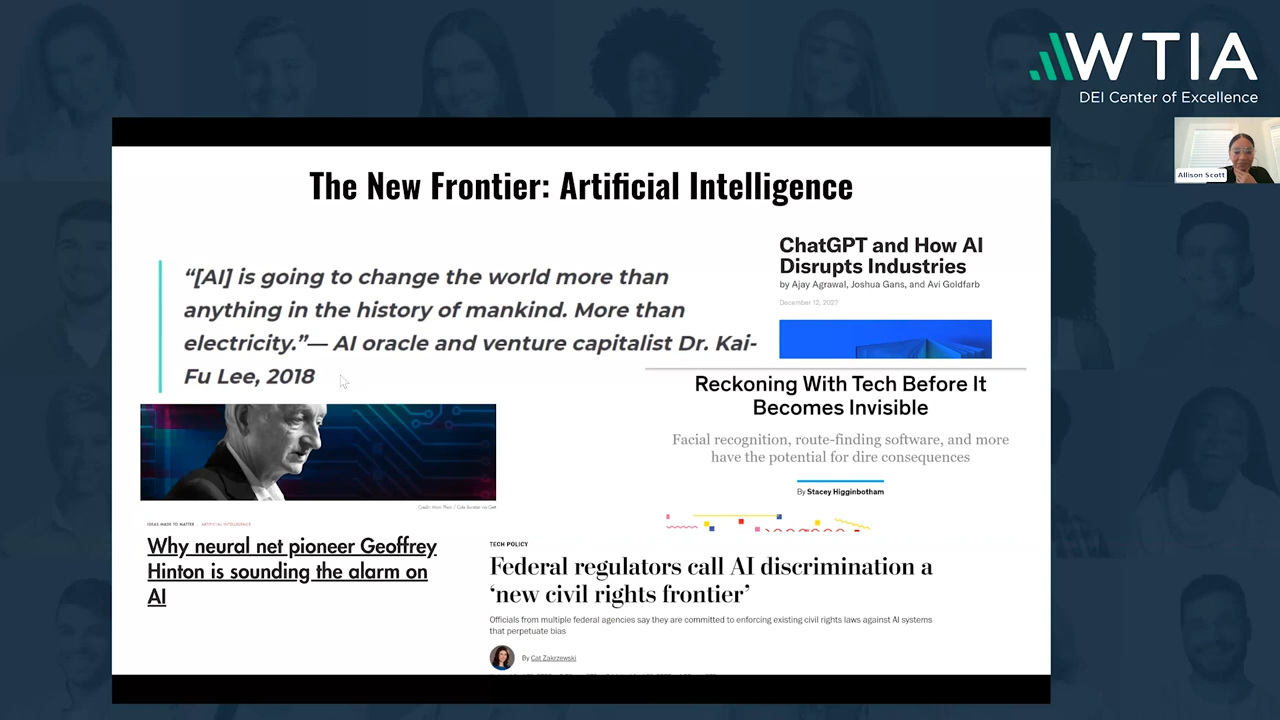 WTIA
DEI Center of Excellence
Allison Scott
The New Frontier: Artificial Intelligence
“[AI] is going to change the world more than
anything in the history of mankind. More than
electricity.”— AI oracle and venture capitalist Dr. Kai-
Fu Lee, 2018
ChatGPT and How AI
Disrupts Industries
by Ajay Agrawal, Joshua Gans, and Avi Goldfarb
December 12, 2022
Reckoning With Tech Before It
Becomes Invisible
Facial recognition, route-finding software, and more
have the potential for dire consequences
By Stacey Higginbotham
IDEAS MADE TO MATTER ARTIFICIAL INTELLIGENCE
Why neural net pioneer Geoffrey
Hinton is sounding the alarm on
AI
TECH POLICY
Federal regulators call AI discrimination a
‘new civil rights frontier’
Officials from multiple federal agencies say they are committed to enforcing existing civil rights laws against AI systems
that perpetuate bias
By Cat Zakrzewski